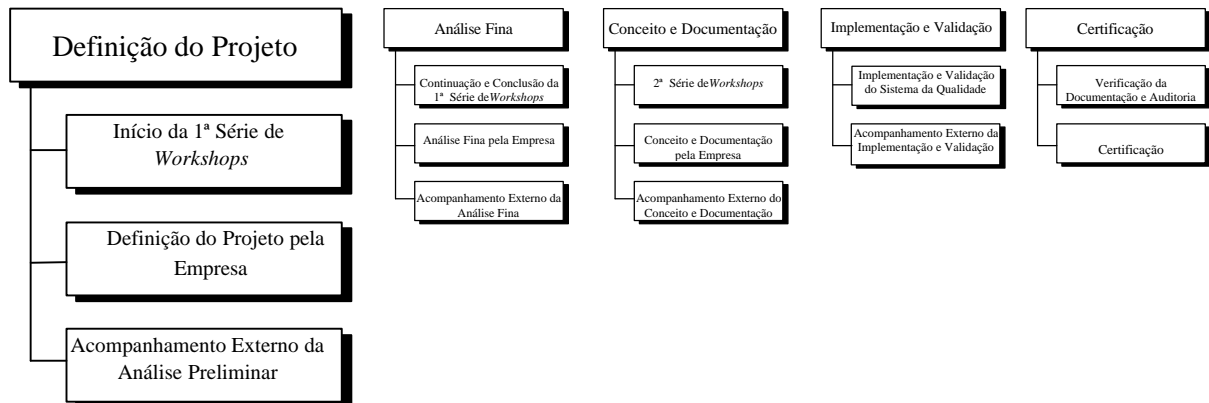 Definição do Projeto
Início da 1ª Série de
Workshops
Definição do Projeto pela
Empresa
Acompanhamento Externo da
Análise Preliminar
Análise Fina
Continuação e Conclusão da
1ª Série de Workshops
Análise Fina pela Empresa
Acompanhamento Externo da
Análise Fina
Conceito e Documentação
2ª Série de Workshops
Conceito e Documentação
pela Empresa
Acompanhamento Externo do
Conceito e Documentação
Implementação e Validação
Implementação e Validação
do Sistema da Qualidade
Acompanhamento Externo da
Implementação e Validação
Certificação
Verificação da
Documentação e Auditoria
Certificação